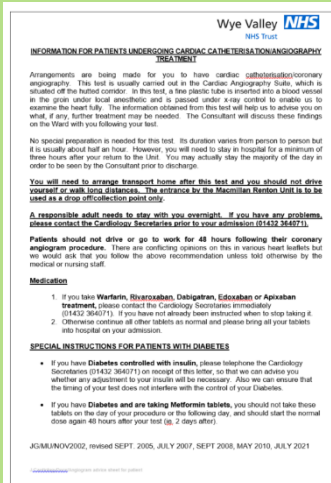 Wye Valley NHS
NHS Trust
INFORMATION FOR PATIENTS UNDERGOING CARDIAC CATHETERISATION/ANGIOGRAPHY
TREATMENT
Arrangements are being made for you to have cardiac catheterisation/coronary
angiography. This test is usually carried out in the Cardiac Angiography Suite, which is
situated off the hutted corridor. In this test, a fine plastic tube is inserted into a blood vessel
in the groin under local anesthetic and is passed under x-ray control to enable us to
examine the heart fully. The information obtained from this test will help us to advise you on
what, if any, further treatment may be needed. The Consultant will discuss these findings
on the Ward with you following your test.
No special preparation is needed for this test. Its duration varies from person to person but
it is usually about half an hour. However, you will need to stay in hospital for a minimum of
three hours after your return to the Unit. You may actually stay the majority of the day in
order to be seen by the Consultant prior to discharge.
You will need to arrange transport home after this test and you should not drive
yourself or walk long distances. The entrance by the Macmillan Renton Unit is to be
used as a drop off/collection point only.
A responsible adult needs to stay with you overnight. If you have any problems,
please contact the Cardiology Secretaries prior to your admission (01432 364071).
Patients should not drive or go to work for 48 hours following their coronary
angiogram procedure. There are conflicting opinions on this in various heart leaflets but
we would ask that you follow the above recommendation unless told otherwise by the
medical or nursing staff.
Medication
1. If you take Warfarin, Rivaroxaban, Dabigatran, Edoxaban or Apixaban
treatment, please contact the Cardiology Secretaries immediately
(01432 364071). If you have not already been instructed when to stop taking it.
2. Otherwise continue all other tablets as normal and please bring all your tablets
into hospital on your admission.
SPECIAL INSTRUCTIONS FOR PATIENTS WITH DIABETES
• If you have Diabetes controlled with insulin, please telephone the Cardiology
Secretaries (01432 364071) on receipt of this letter, so that we can advise you
whether any adjustment to your insulin will be necessary. Also we can ensure that
the timing of your test does not interfere with the control of your Diabetes.
• If you have Diabetes and are taking Metformin tablets, you should not take these
tablets on the day of your procedure or the following day, and should start the normal
dose again 48 hours after your test (ie. 2 days after).
JG/MU/NOV2002, revised SEPT. 2005, JULY 2007, SEPT 2008, MAY 2010, JULY 2021